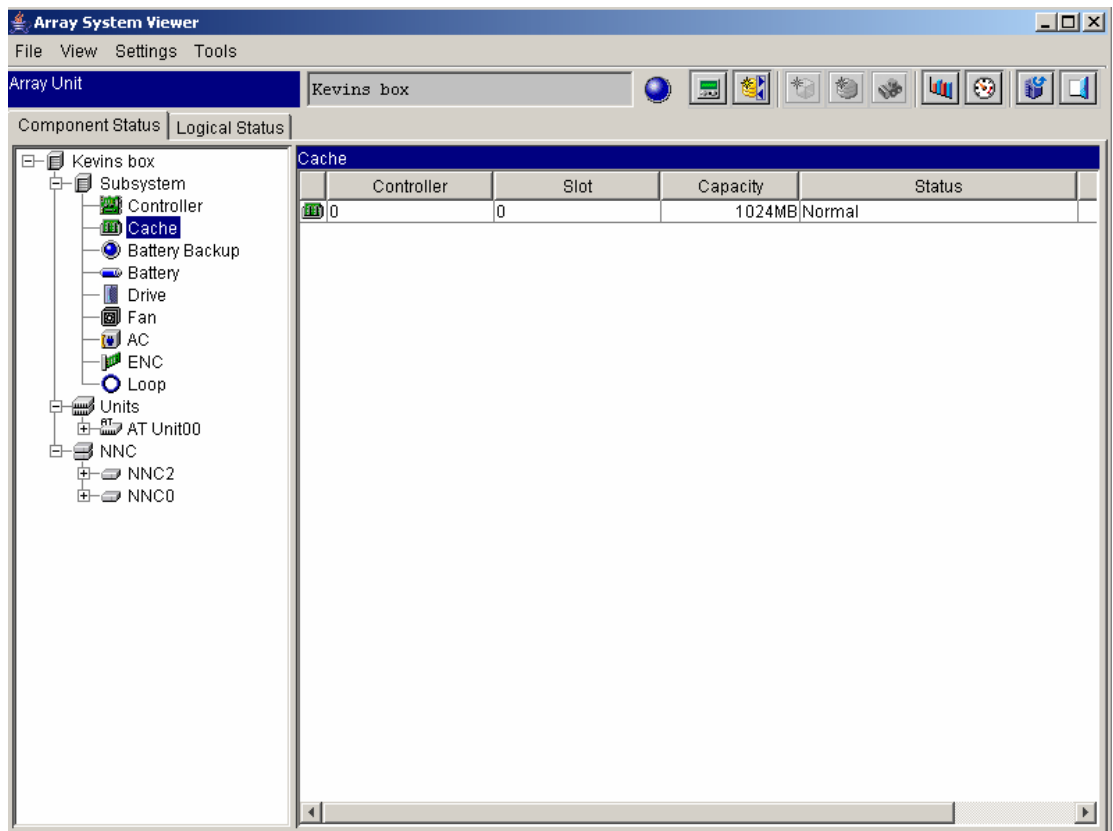 Array System Viewer
File View Settings Tools
Array Unit
Kevins box
Component Status Logical Status
Kevins box
Subsystem
Controller
Cache
Battery Backup
Battery
Drive
Fan
AC
ENC
Loop
Units
AT Unit00
NNC
NNC2
NNC0
Cache
Controller Slot Capacity Status
0 0 1024MB Normal